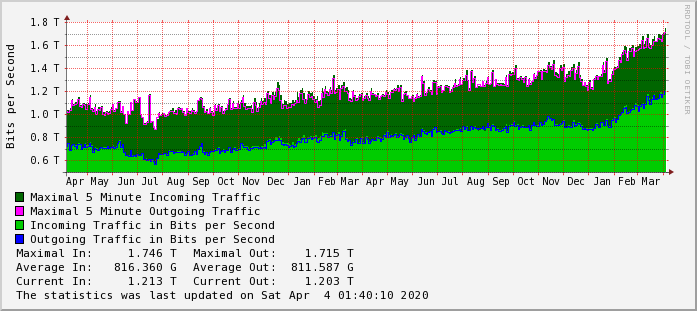 1.8 T
1.6 T
1.4 T
1.2 T
1.0 T
0.8 T
0.6 T
Bits per Second
RRDTOOL / TOBI OETIKER
Apr May Jun Jul Aug Sep Oct Nov Dec Jan Feb Mar Apr May Jun Jul Aug Sep Oct Nov Dec Jan Feb Mar
Maximal 5 Minute Incoming Traffic
Maximal 5 Minute Outgoing Traffic
Incoming Traffic in Bits per Second
Outgoing Traffic in Bits per Second
Maximal In: 1.746 T Maximal Out: 1.715 T
Average In: 816.360 G Average Out: 811.587 G
Current In: 1.213 T Current Out: 1.203 T
The statistics was last updated on Sat Apr 4 01:40:10 2020